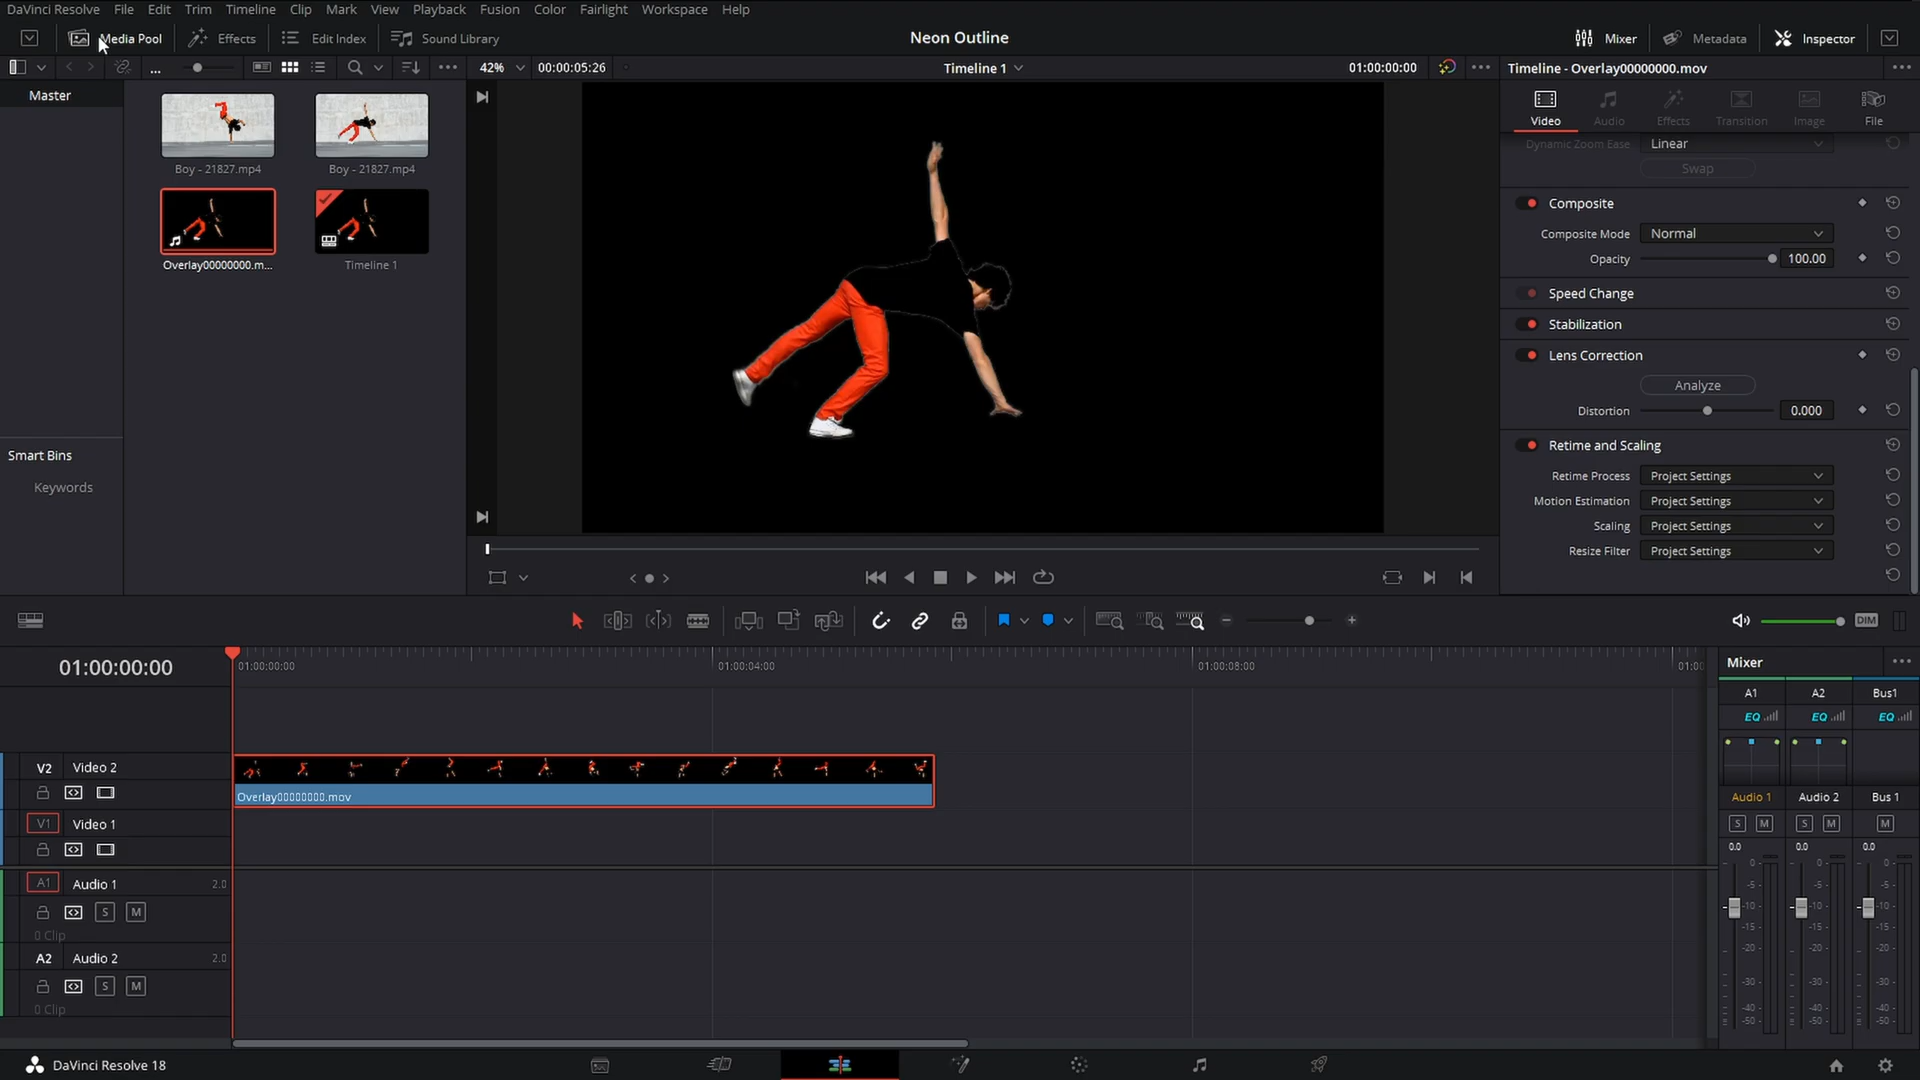 DaVinci Resolve File Edit Trim Timeline Clip Mark View Playback Fusion Color Fairlight Workspace Help
Media Pool Effects Edit Index Sound Library Neon Outline Mixer Metadata Inspector
... 42% 00:00:05:26 Timeline 1 01:00:00:00 Timeline - Overlay00000000.mov
Master
Boy - 21827.mp4 Boy - 21827.mp4
Overlay00000000.m... Timeline 1
Smart Bins
Keywords
Video Audio Effects Transition Image File
Dynamic Zoom Ease Linear
Swap
Composite
Composite Mode Normal
Opacity 100.00
Speed Change
Stabilization
Lens Correction
Analyze
Distortion 0.000
Retime and Scaling
Retime Process Project Settings
Motion Estimation Project Settings
Scaling Project Settings
Resize Filter Project Settings
DIM
01:00:00:00 01:00:00:00 01:00:04:00 01:00:08:00 01:00
V2 Video 2
Overlay00000000.mov
V1 Video 1
A1 Audio 1 2.0
S M
0 Clip
A2 Audio 2 2.0
S M
0 Clip
Mixer
A1 A2 Bus1
EQ EQ EQ
Audio 1 Audio 2 Bus 1
S M S M M
0.0 0.0 0.0
0 0 0
-5 -5 -5
-10 -10 -10
-15 -15 -15
-20 -20 -20
-30 -30 -30
-40 -40 -40
-50 -50 -50
DaVinci Resolve 18